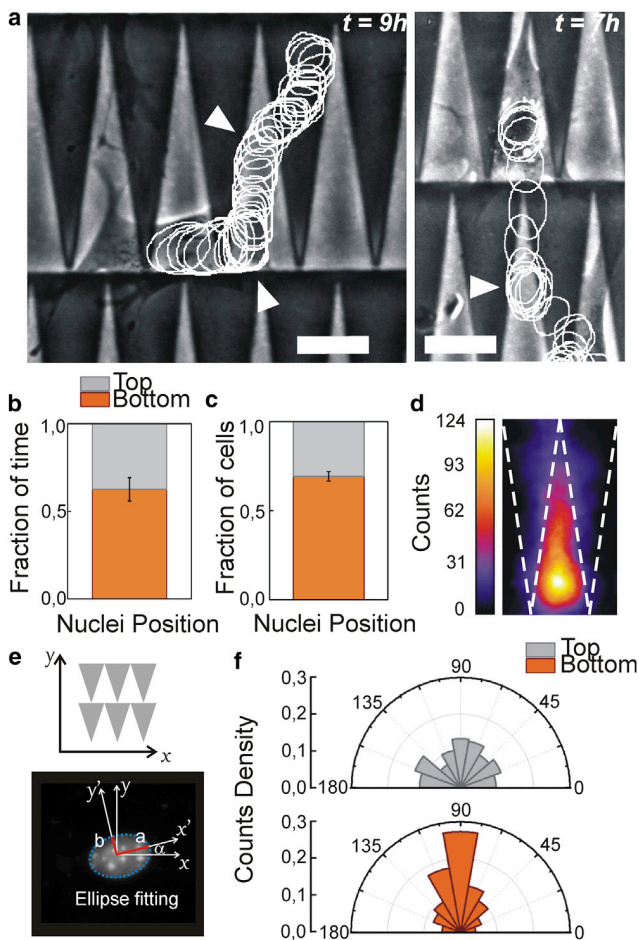 a
t = 9h
t = 7h
Top
Bottom
b
c
d
1,0
0,5
0,0
Fraction of time
Nuclei Position
1,0
0,5
0,0
Fraction of cells
Nuclei Position
124
93
62
31
0
Counts
e
y
x
y' y
b a x'
α x
Ellipse fitting
f
Top
Bottom
0,3
0,2
0,1
0,0
180
135
90
45
0
Counts Density
0,3
0,2
0,1
0,0
180
135
90
45
0